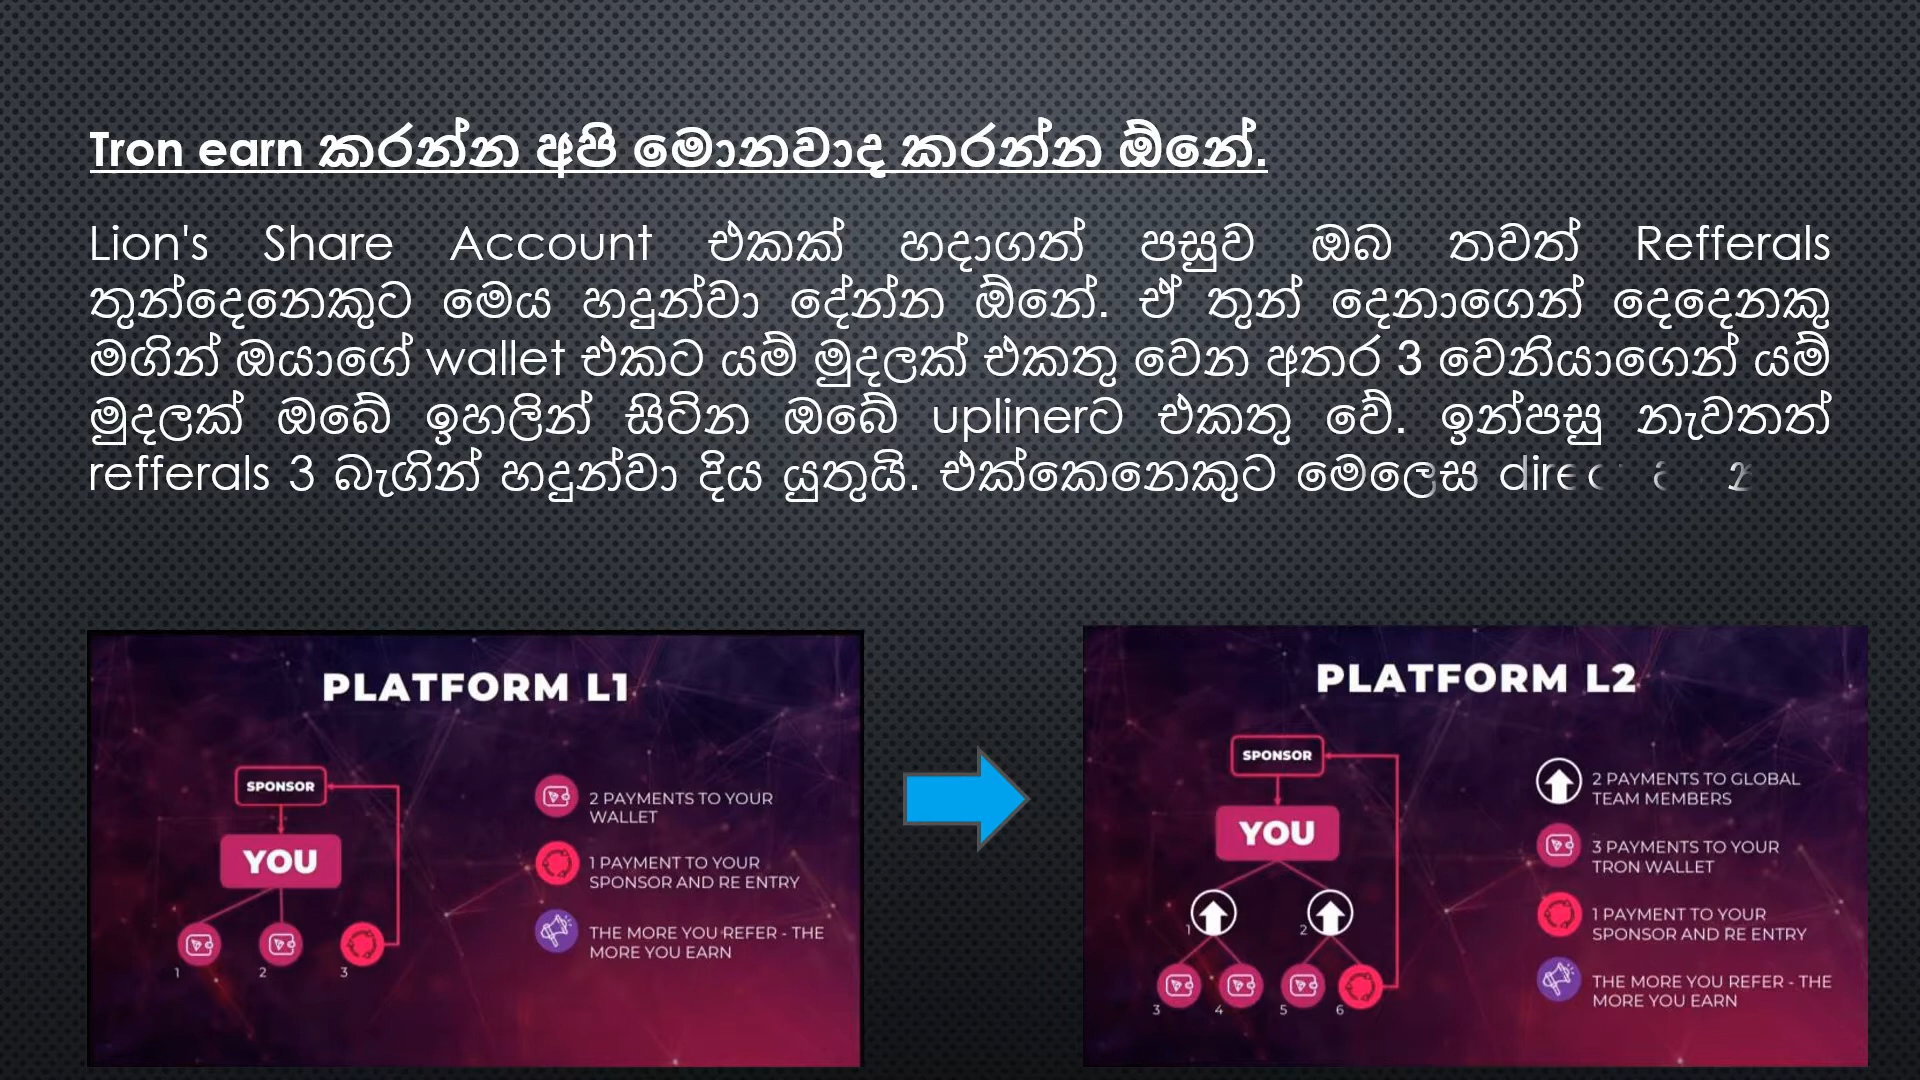 Tron earn කරන්න අපි මොනවාද කරන්න ඕනේ.
Lion's Share Account එකක් හදාගත් පසුව ඔබ තවත් Refferals
තුන්දෙනෙකුට මෙය හඳුන්වා දේන්න ඕනේ. ඒ තුන් දෙනාගෙන් දෙදෙනකු
මගින් ඔයාගේ wallet එකට යම් මුදලක් එකතු වෙන අතර 3 වෙනියාගෙන් යම්
මුදලක් ඔබේ ඉහලින් සිටින ඔබේ uplinerට එකතු වේ. ඉන්පසු නැවතත්
refferals 3 බැගින් හඳුන්වා දිය යුතුයි. එක්කෙනෙකුට මෙලෙස
PLATFORM L1
SPONSOR
YOU
1 2 3
2 PAYMENTS TO YOUR
WALLET
1 PAYMENT TO YOUR
SPONSOR AND RE ENTRY
THE MORE YOU REFER - THE
MORE YOU EARN
PLATFORM L2
SPONSOR
YOU
1 2
3 4 5 6
2 PAYMENTS TO GLOBAL
TEAM MEMBERS
3 PAYMENTS TO YOUR
TRON WALLET
1 PAYMENT TO YOUR
SPONSOR AND RE ENTRY
THE MORE YOU REFER - THE
MORE YOU EARN